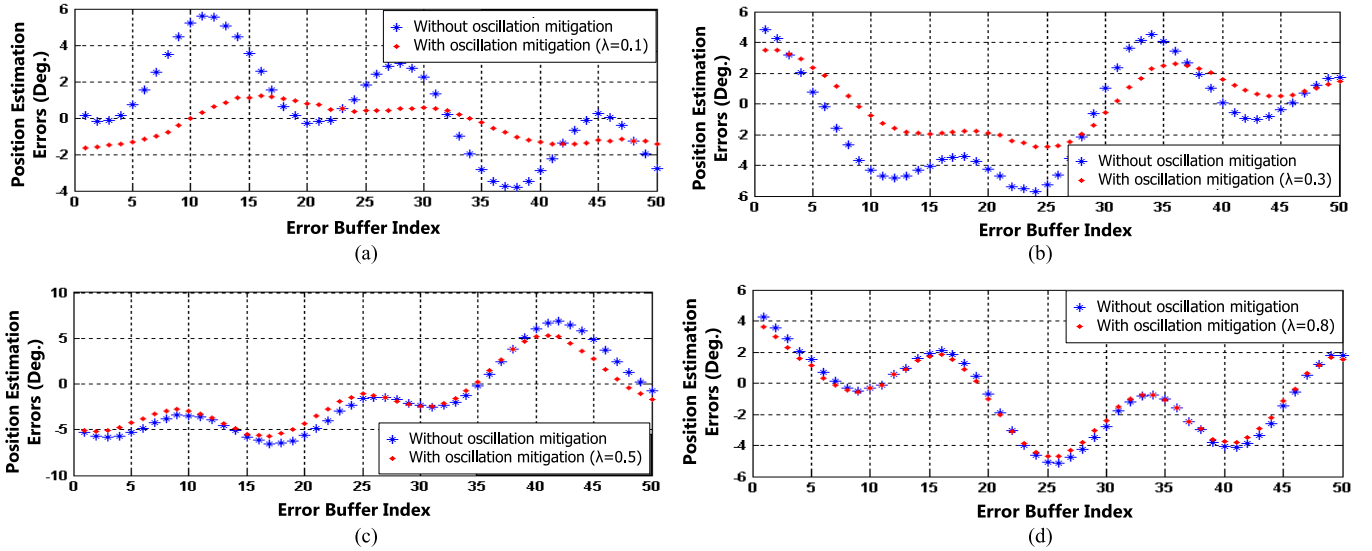 Position Estimation
Errors (Deg.)
6
4
2
0
-2
-4
Without oscillation mitigation
With oscillation mitigation (λ=0.1)
0 5 10 15 20 25 30 35 40 45 50
Error Buffer Index
(a)
Position Estimation
Errors (Deg.)
6
4
2
0
-2
-4
-6
Without oscillation mitigation
With oscillation mitigation (λ=0.3)
0 5 10 15 20 25 30 35 40 45 50
Error Buffer Index
(b)
Position Estimation
Errors (Deg.)
10
5
0
-5
-10
Without oscillation mitigation
With oscillation mitigation (λ=0.5)
0 5 10 15 20 25 30 35 40 45 50
Error Buffer Index
(c)
Position Estimation
Errors (Deg.)
6
4
2
0
-2
-4
-6
Without oscillation mitigation
With oscillation mitigation (λ=0.8)
0 5 10 15 20 25 30 35 40 45 50
Error Buffer Index
(d)